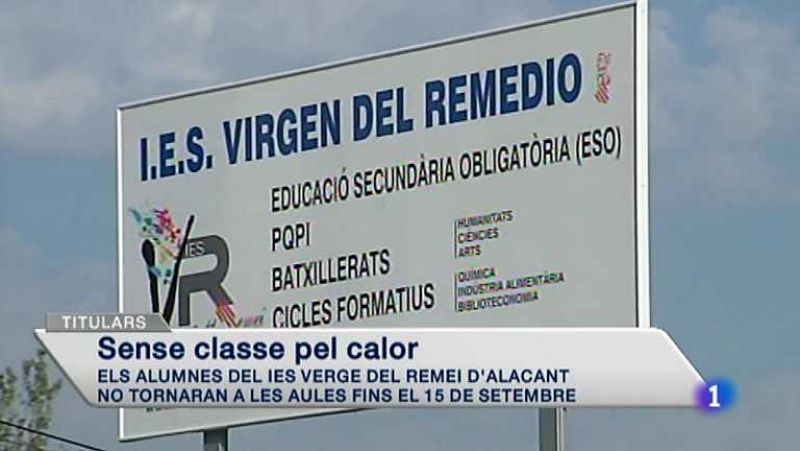 I.E.S. VIRGEN DEL REMEDIO
EDUCACIÓ SECUNDÀRIA OBLIGATÒRIA (ESO)
PQPI
BATXILLERATS
HUMANITATS
CIÈNCIES
ARTS
CICLES FORMATIUS
QUÍMICA
INDÚSTRIA ALIMENTÀRIA
BIBLIOTECONOMIA
IES
VR
TITULARS
Sense classe pel calor
ELS ALUMNES DEL IES VERGE DEL REMEI D'ALACANT
NO TORNARAN A LES AULES FINS EL 15 DE SETEMBRE
1